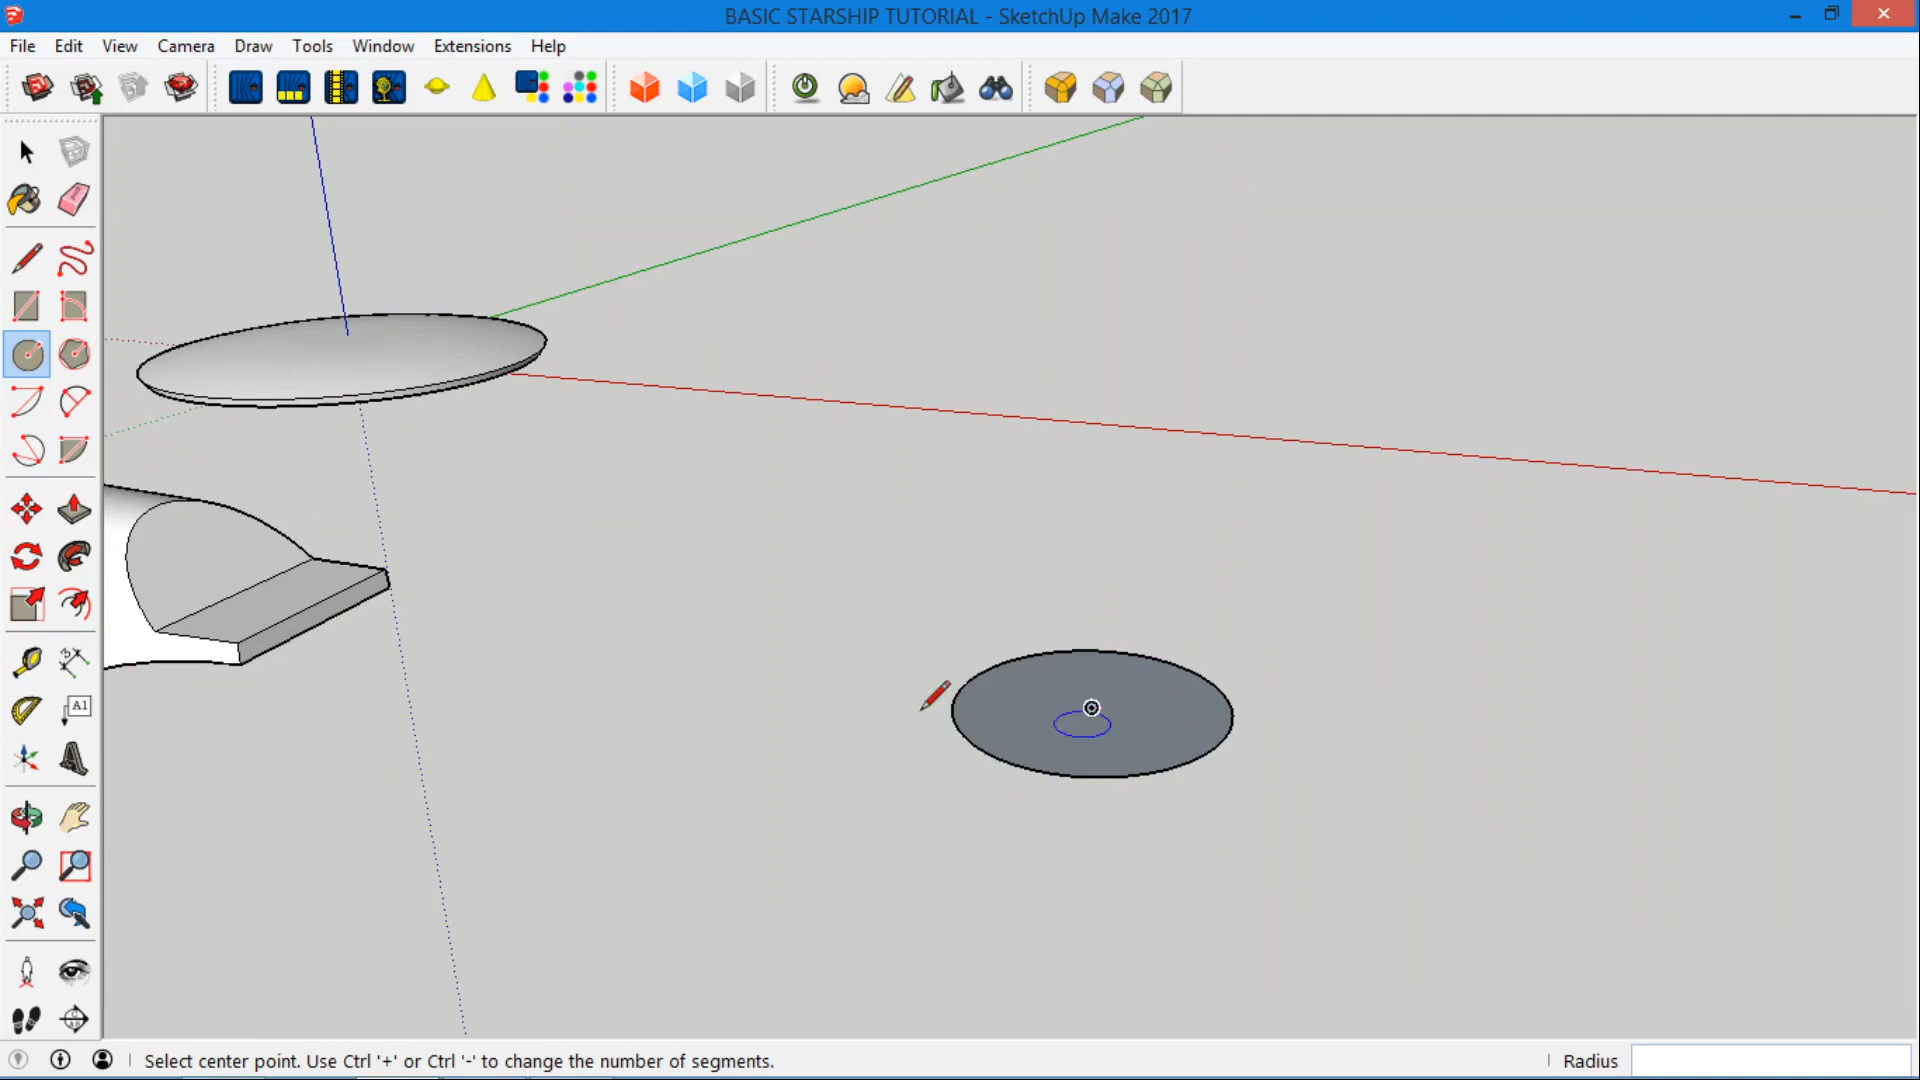 BASIC STARSHIP TUTORIAL - SketchUp Make 2017
File Edit View Camera Draw Tools Window Extensions Help
A1
Select center point. Use Ctrl '+' or Ctrl '-' to change the number of segments.
Radius